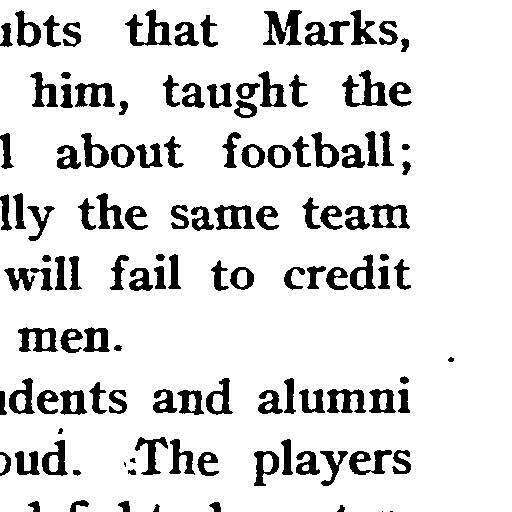 ubts that Marks,
him, taught the
l about football;
lly the same team
will fail to credit
men.
udents and alumni
oud. The players